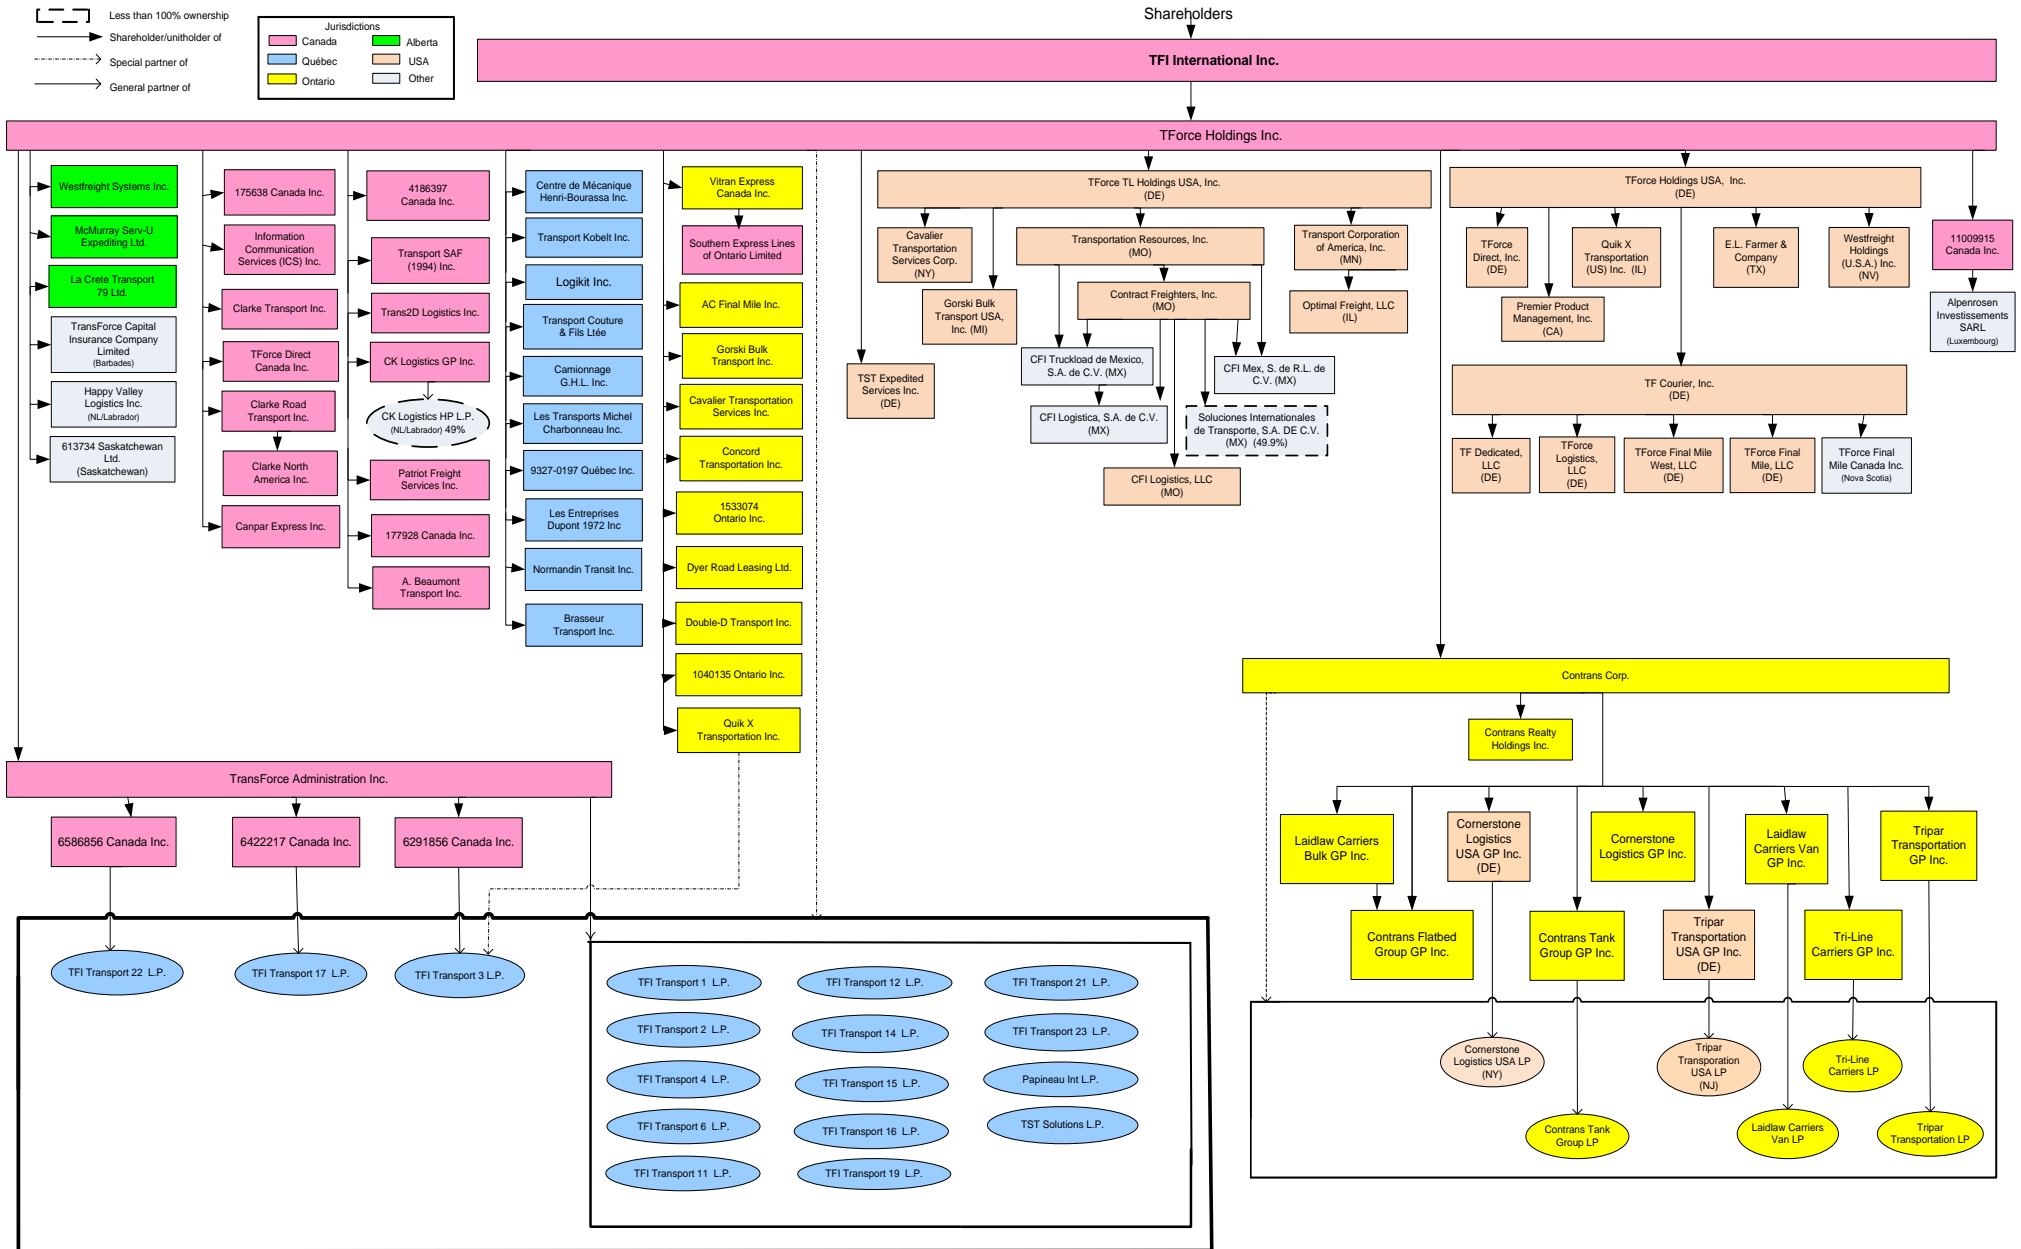 Less than 100% ownership
Shareholder/unitholder of
Special partner of
General partner of
Jurisdictions
Canada
Alberta
Québec
USA
Ontario
Other
Shareholders
TFI International Inc.
TForce Holdings Inc.
Westfreight Systems Inc.
McMurray Serv-U
Expediting Ltd.
La Crete Transport
79 Ltd.
TransForce Capital
Insurance Company
Limited
(Barbades)
Happy Valley
Logistics Inc.
(NL/Labrador)
613734 Saskatchewan
Ltd.
(Saskatchewan)
175638 Canada Inc.
Information
Communication
Services (ICS) Inc.
Clarke Transport Inc.
TForce Direct
Canada Inc.
Clarke Road
Transport Inc.
Clarke North
America Inc.
Canpar Express Inc.
4186397
Canada Inc.
Transport SAF
(1994) Inc.
Trans2D Logistics Inc.
CK Logistics GP Inc.
CK Logistics HP L.P.
(NL/Labrador) 49%
Patriot Freight
Services Inc.
177928 Canada Inc.
A. Beaumont
Transport Inc.
Centre de Mécanique
Henri-Bourassa Inc.
Transport Kobelt Inc.
Logikit Inc.
Transport Couture
& Fils Ltée
Camionnage
G.H.L. Inc.
Les Transports Michel
Charbonneau Inc.
9327-0197 Québec Inc.
Les Entreprises
Dupont 1972 Inc
Normandin Transit Inc.
Brasseur
Transport Inc.
Vitran Express
Canada Inc.
Southern Express Lines
of Ontario Limited
AC Final Mile Inc.
Gorski Bulk
Transport Inc.
Cavalier Transportation
Services Inc.
Concord
Transportation Inc.
1533074
Ontario Inc.
Dyer Road Leasing Ltd.
Double-D Transport Inc.
1040135 Ontario Inc.
Quik X
Transportation Inc.
TST Expedited
Services Inc.
(DE)
TForce TL Holdings USA, Inc.
(DE)
Cavalier
Transportation
Services Corp.
(NY)
Gorski Bulk
Transport USA,
Inc. (MI)
Transportation Resources, Inc.
(MO)
Contract Freighters, Inc.
(MO)
CFI Truckload de Mexico,
S.A. de C.V. (MX)
CFI Logistica, S.A. de C.V.
(MX)
CFI Mex, S. de R.L. de
C.V. (MX)
Soluciones Internationales
de Transporte, S.A. DE C.V.
(MX)  (49.9%)
CFI Logistics, LLC
(MO)
Transport Corporation
of America, Inc.
(MN)
Optimal Freight, LLC
(IL)
TForce Holdings USA,  Inc.
(DE)
TForce
Direct, Inc.
(DE)
Premier Product
Management, Inc.
(CA)
Quik X
Transportation
(US) Inc.  (IL)
E.L. Farmer &
Company
(TX)
Westfreight
Holdings
(U.S.A.) Inc.
(NV)
TF Courier, Inc.
(DE)
TF Dedicated,
LLC
(DE)
TForce
Logistics,
LLC
(DE)
TForce Final Mile
West, LLC
(DE)
TForce Final
Mile, LLC
(DE)
TForce Final
Mile Canada Inc.
(Nova Scotia)
11009915
Canada Inc.
Alpenrosen
Investissements
SARL
(Luxembourg)
Contrans Corp.
Contrans Realty
Holdings Inc.
Laidlaw Carriers
Bulk GP Inc.
Contrans Flatbed
Group GP Inc.
Cornerstone
Logistics
USA GP Inc.
(DE)
Contrans Tank
Group GP Inc.
Cornerstone
Logistics GP Inc.
Tripar
Transportation
USA GP Inc.
(DE)
Laidlaw
Carriers Van
GP Inc.
Tri-Line
Carriers GP Inc.
Tripar
Transportation
GP Inc.
Cornerstone
Logistics USA LP
(NY)
Contrans Tank
Group LP
Tripar
Transporation
USA LP
(NJ)
Laidlaw Carriers
Van LP
Tri-Line
Carriers LP
Tripar
Transportation LP
TransForce Administration Inc.
6586856 Canada Inc.
6422217 Canada Inc.
6291856 Canada Inc.
TFI Transport 22  L.P.
TFI Transport 17  L.P.
TFI Transport 3 L.P.
TFI Transport 1  L.P.
TFI Transport 2  L.P.
TFI Transport 4  L.P.
TFI Transport 6  L.P.
TFI Transport 11  L.P.
TFI Transport 12  L.P.
TFI Transport 14  L.P.
TFI Transport 15  L.P.
TFI Transport 16  L.P.
TFI Transport 19  L.P.
TFI Transport 21  L.P.
TFI Transport 23  L.P.
Papineau Int L.P.
TST Solutions L.P.